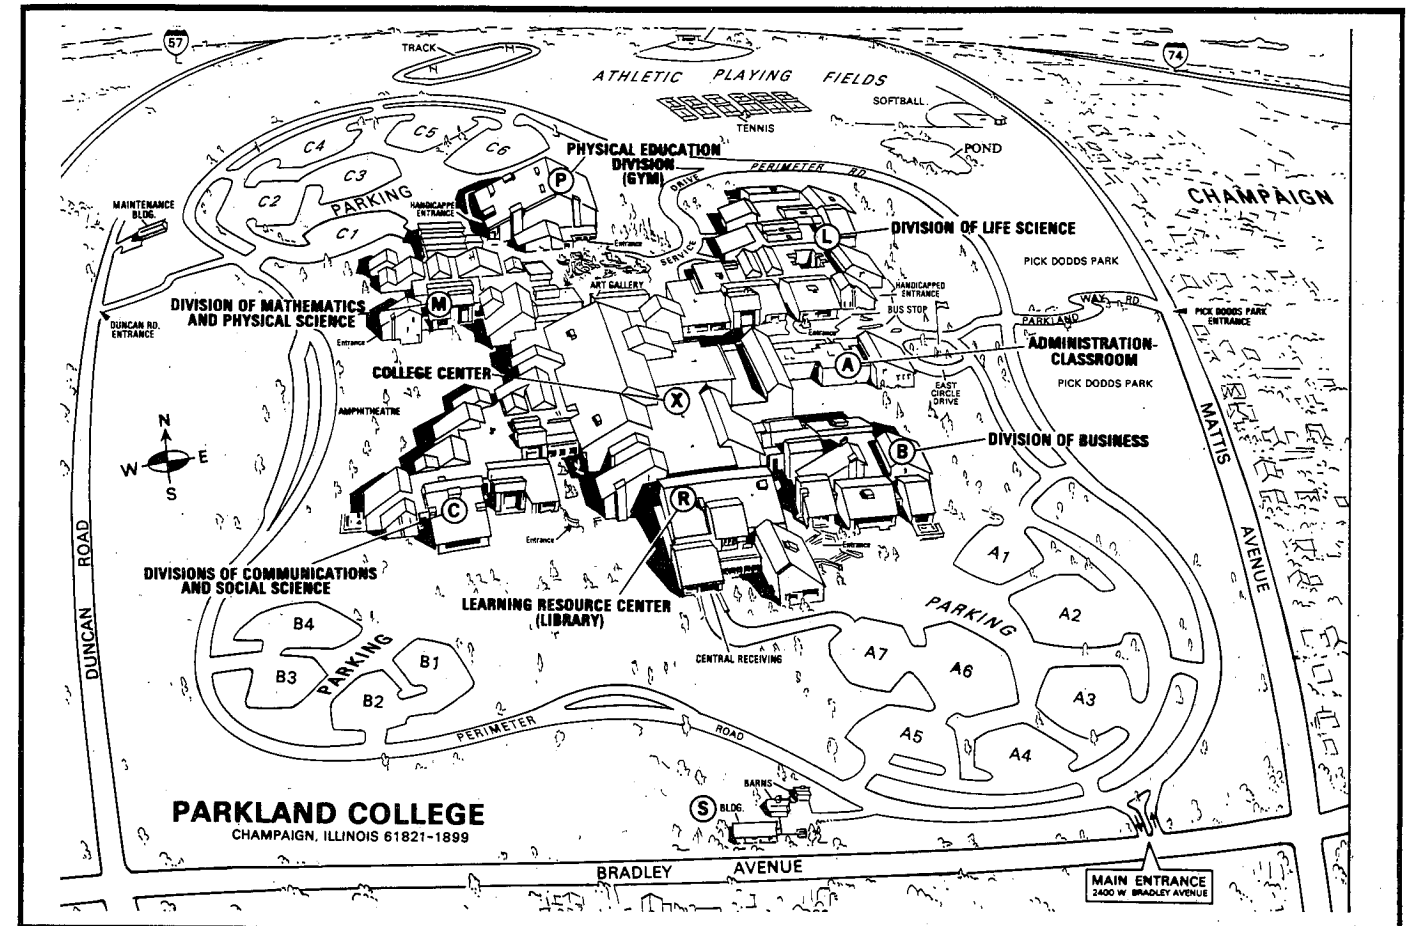 57
TRACK
74
ATHLETIC PLAYING FIELDS
SOFTBALL
TENNIS
POND
C4
C5
C6
PHYSICAL EDUCATION
DIVISION
(GYM)
PERIMETER RD
P
C3
DRIVE
CHAMPAIGN
C2
PARKING
HANDICAPPED
ENTRANCE
MAINTENANCE
BLDG.
C1
Entrance
L
DIVISION OF LIFE SCIENCE
SERVICE
PICK DODDS PARK
ART GALLERY
HANDICAPPED
ENTRANCE
DIVISION OF MATHEMATICS
AND PHYSICAL SCIENCE
M
BUS STOP
PARKLAND WAY RD
PICK DODDS PARK
ENTRANCE
DUNCAN RD.
ENTRANCE
Entrance
Entrance
ADMINISTRATION-
CLASSROOM
A
COLLEGE CENTER
X
EAST
CIRCLE
DRIVE
PICK DODDS PARK
AMPHITHEATRE
MATTIS AVENUE
N
W E
S
B
DIVISION OF BUSINESS
R
C
Entrance
Entrance
A1
DUNCAN ROAD
DIVISIONS OF COMMUNICATIONS
AND SOCIAL SCIENCE
LEARNING RESOURCE CENTER
(LIBRARY)
PARKING
A2
B4
PARKING
B1
CENTRAL RECEIVING
A7
A6
B3
B2
A3
PERIMETER ROAD
A5
A4
BARNS
S BLDG.
PARKLAND COLLEGE
CHAMPAIGN, ILLINOIS 61821-1899
BRADLEY AVENUE
MAIN ENTRANCE
2400 W BRADLEY AVENUE